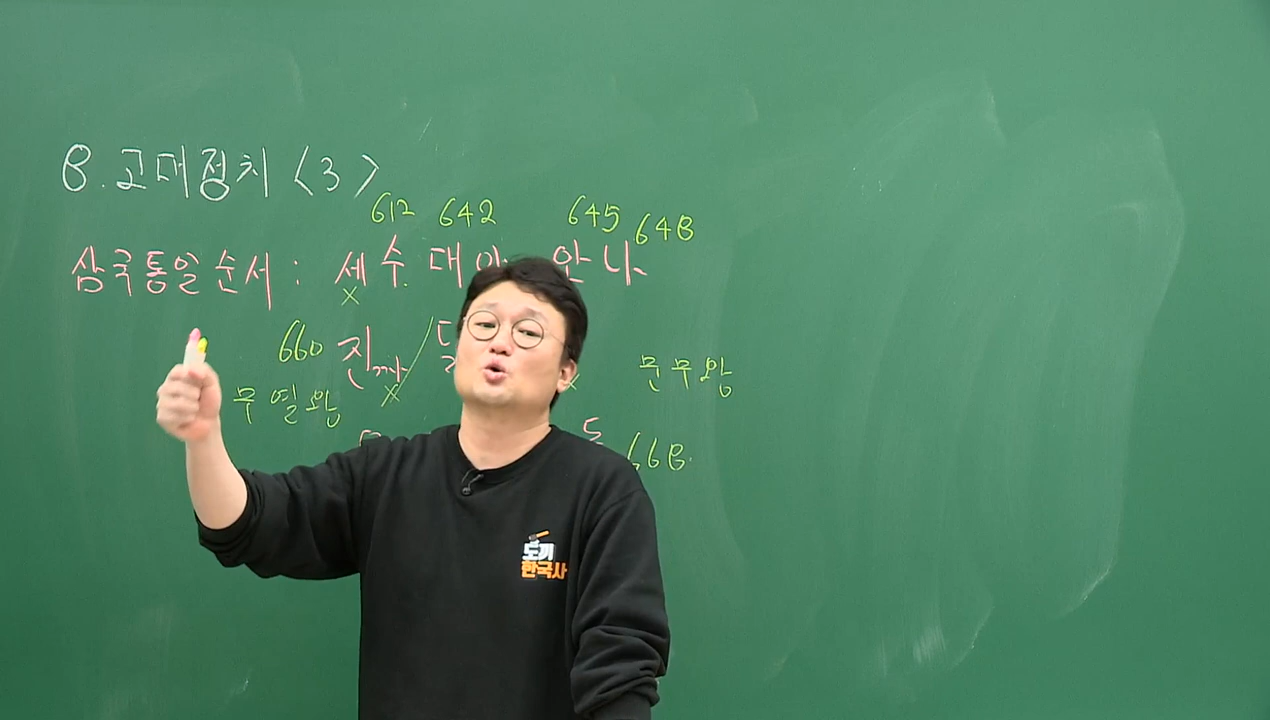 8. 고대정치 <3>
612 642 645 648
삼국통일 순서 : 세 수 대 안 나
x
660 진
x
무열왕 문무왕
668.
도끼
한국사